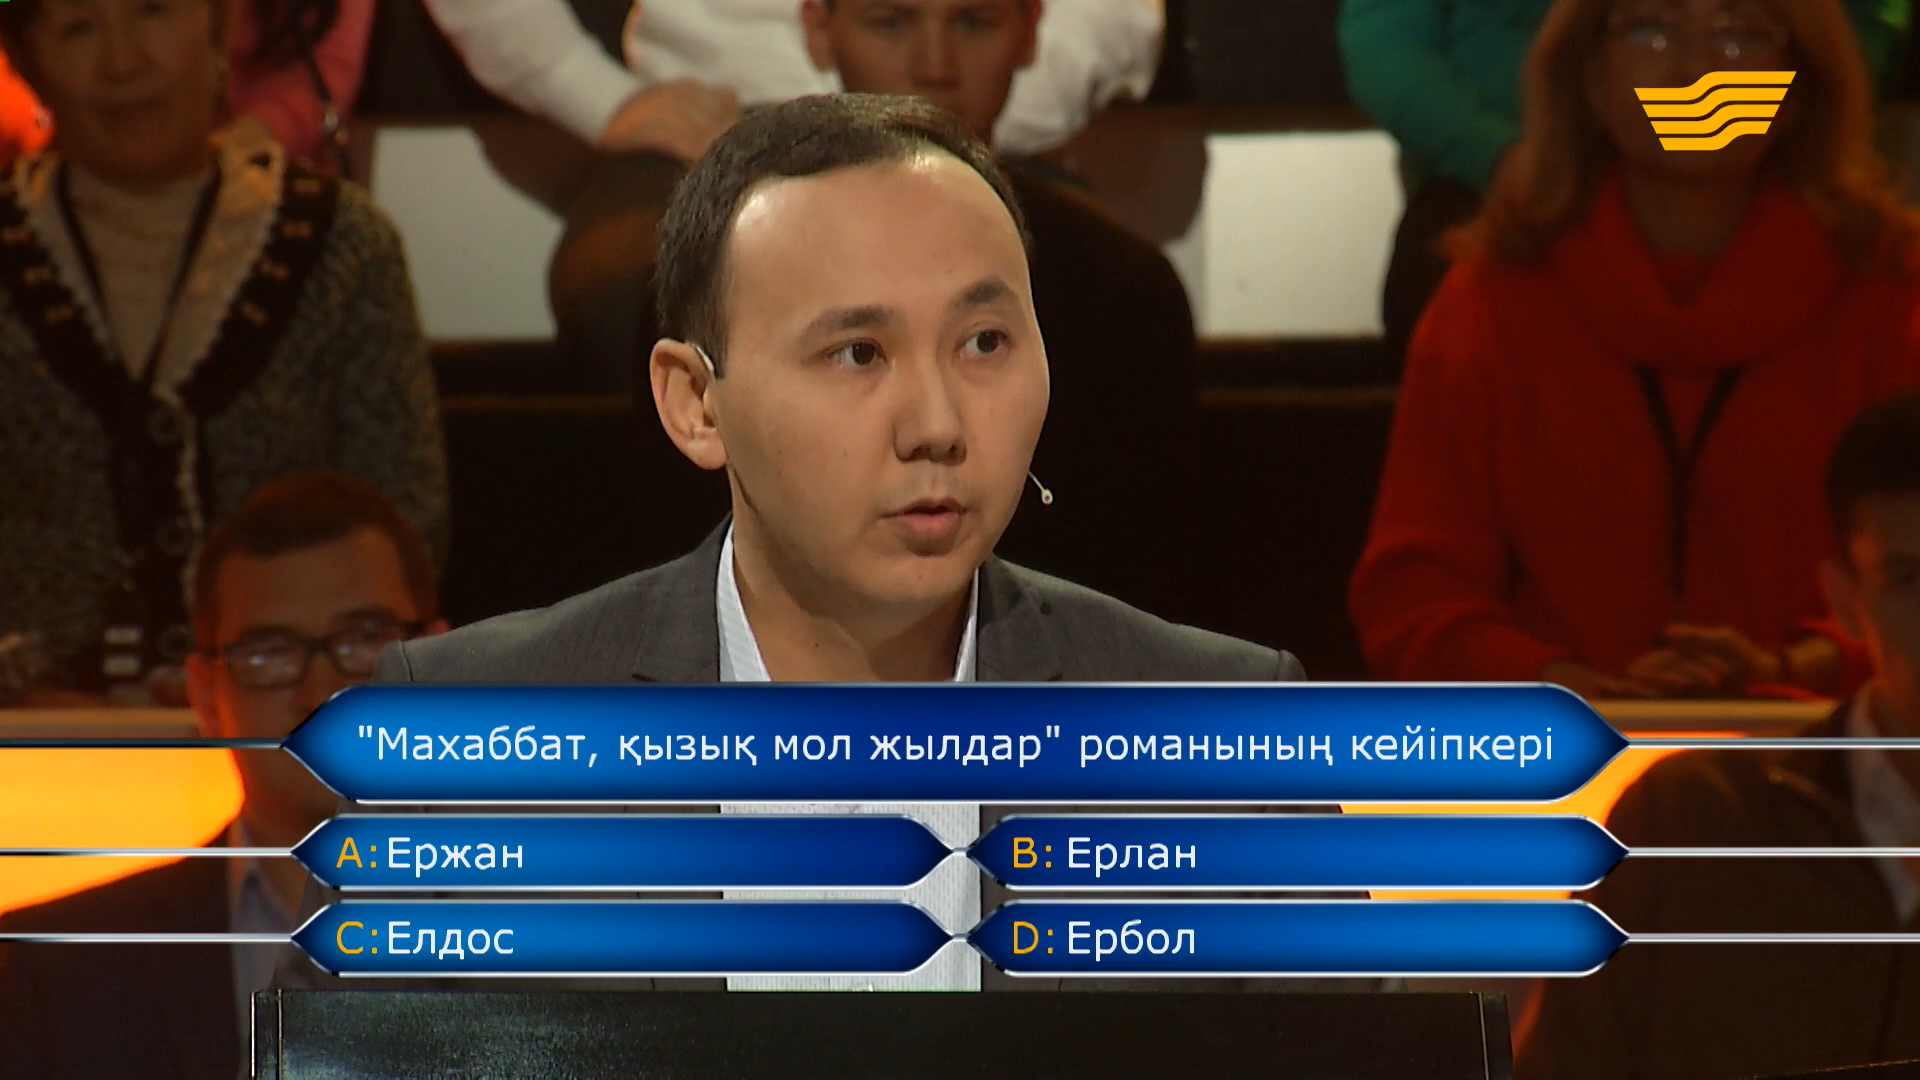 "Махаббат, қызық мол жылдар" романының кейіпкері
A: Ержан
B: Ерлан
C: Елдос
D: Ербол